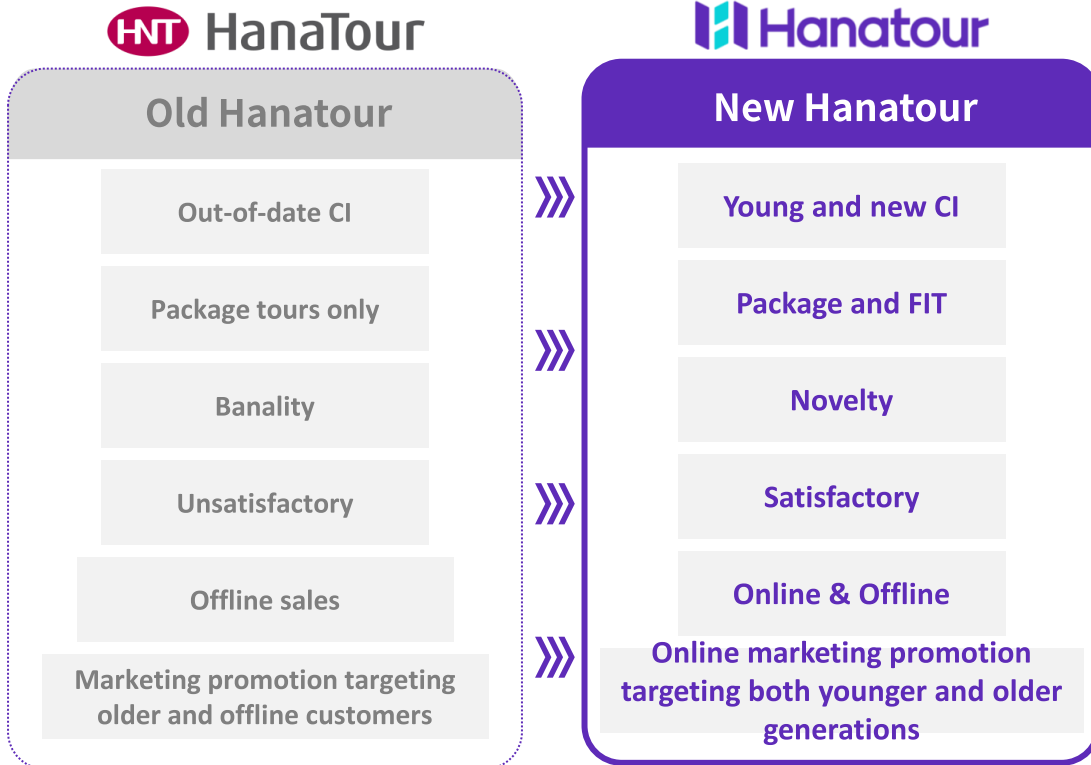 HNT HanaTour
Hanatour
Old Hanatour
New Hanatour
Out-of-date CI
Young and new CI
Package tours only
Package and FIT
Banality
Novelty
Unsatisfactory
Satisfactory
Offline sales
Online & Offline
Marketing promotion targeting
older and offline customers
Online marketing promotion
targeting both younger and older
generations